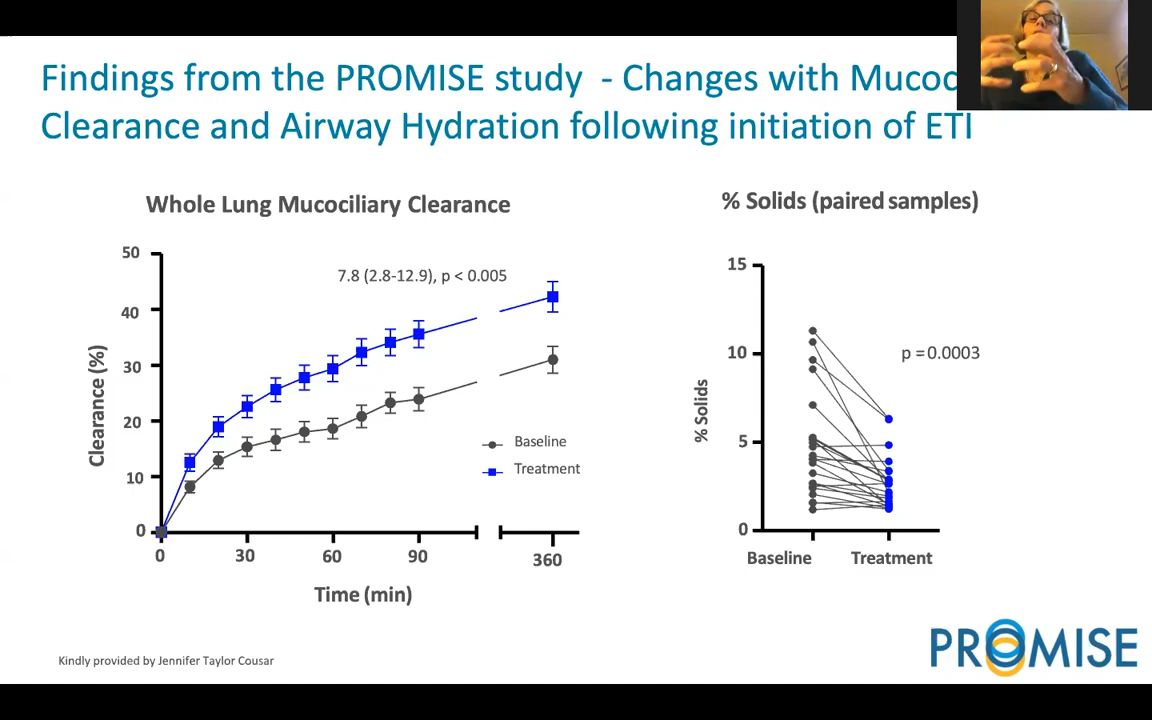 Findings from the PROMISE study - Changes with
Clearance and Airway Hydration following initiation of ETI
Whole Lung Mucociliary Clearance
% Solids (paired samples)
50
40
30
20
10
0
Clearance (%)
7.8 (2.8-12.9), p < 0.005
Baseline
Treatment
0
30
60
90
360
Time (min)
15
10
5
0
% Solids
p = 0.0003
Baseline
Treatment
Kindly provided by Jennifer Taylor Cousar
PROMISE